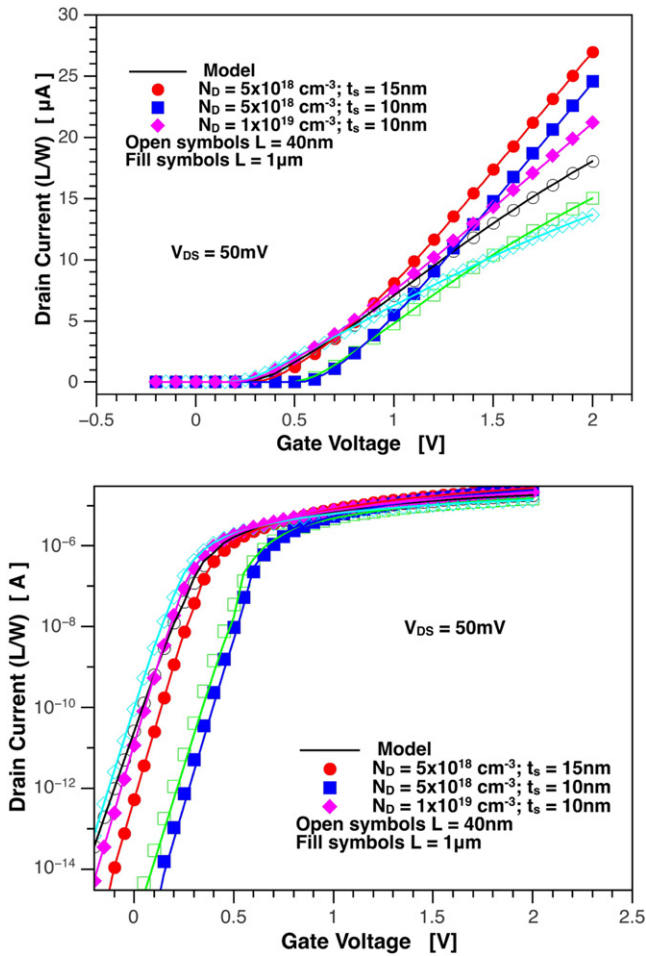 30
25
20
15
10
5
0
Drain Current (L/W) [ µA ]
Model
N_D = 5x10^18 cm^-3; t_s = 15nm
N_D = 5x10^18 cm^-3; t_s = 10nm
N_D = 1x10^19 cm^-3; t_s = 10nm
Open symbols L = 40nm
Fill symbols L = 1µm
V_DS = 50mV
−0.5 0 0.5 1.0 1.5 2
Gate Voltage [V]
10^−6
10^−8
10^−10
10^−12
10^−14
Drain Current (L/W) [ A ]
V_DS = 50mV
Model
N_D = 5x10^18 cm^-3; t_s = 15nm
N_D = 5x10^18 cm^-3; t_s = 10nm
N_D = 1x10^19 cm^-3; t_s = 10nm
Open symbols L = 40nm
Fill symbols L = 1µm
0 0.5 1.0 1.5 2.0 2.5
Gate Voltage [V]